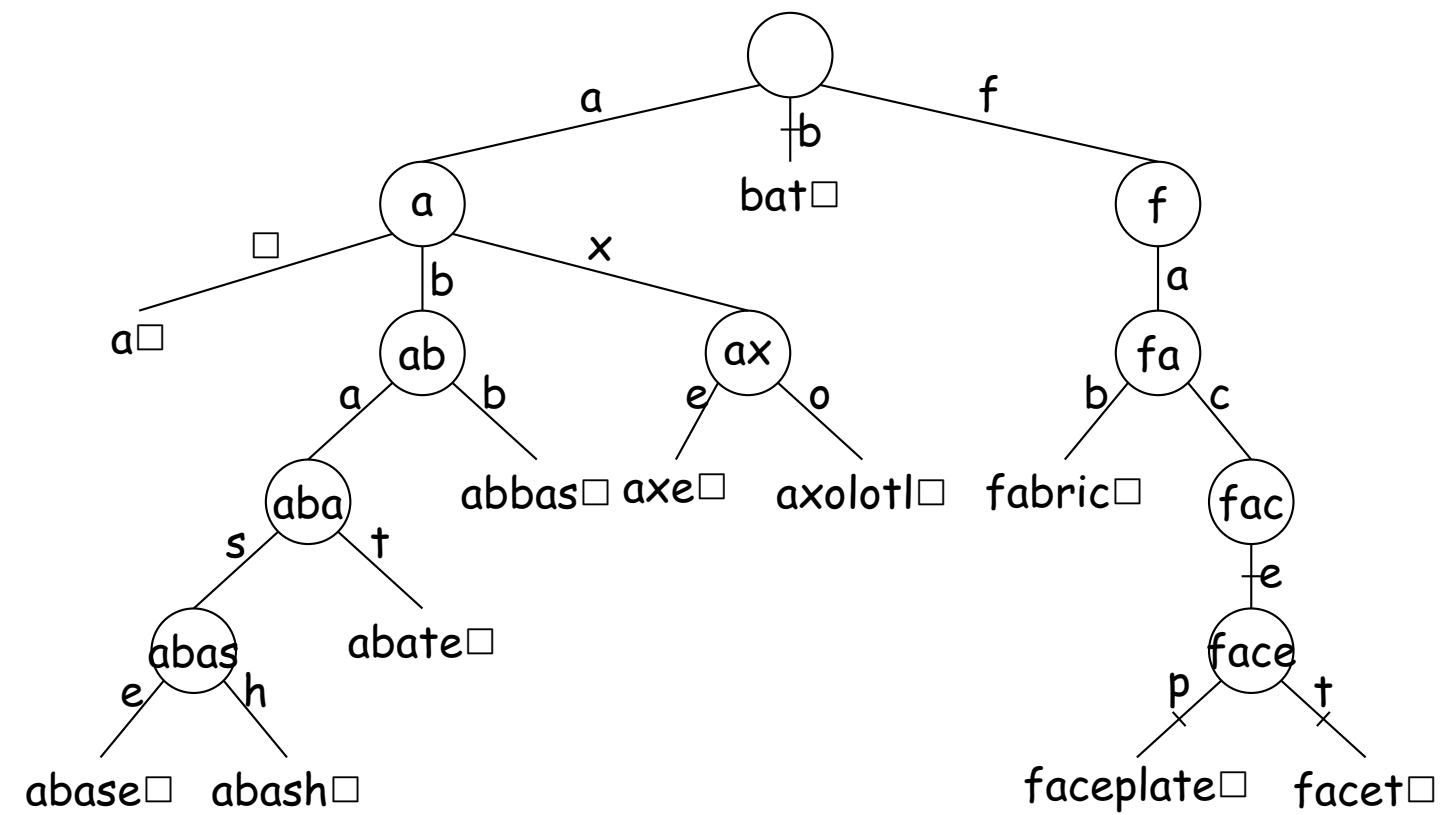 a f
b
bat□
a f
□ x
b a
a□
ab ax fa
a b e o b c
abbas□ axe□ axolotl□ fabric□
aba fac
s t e
abate□
abas face
e h p t
abase□ abash□ faceplate□ facet□